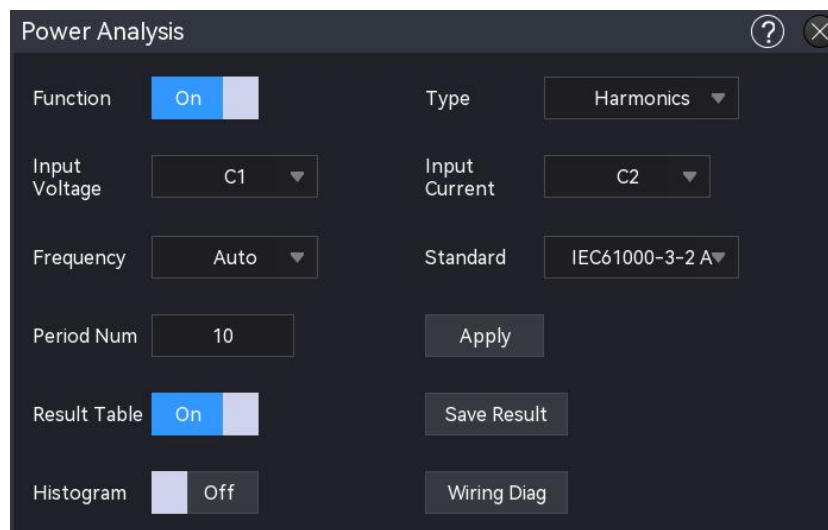 Power Analysis ?
Function On Type Harmonics
Input Voltage C1 Input Current C2
Frequency Auto Standard IEC61000-3-2 A
Period Num 10 Apply
Result Table On Save Result
Histogram Off Wiring Diag